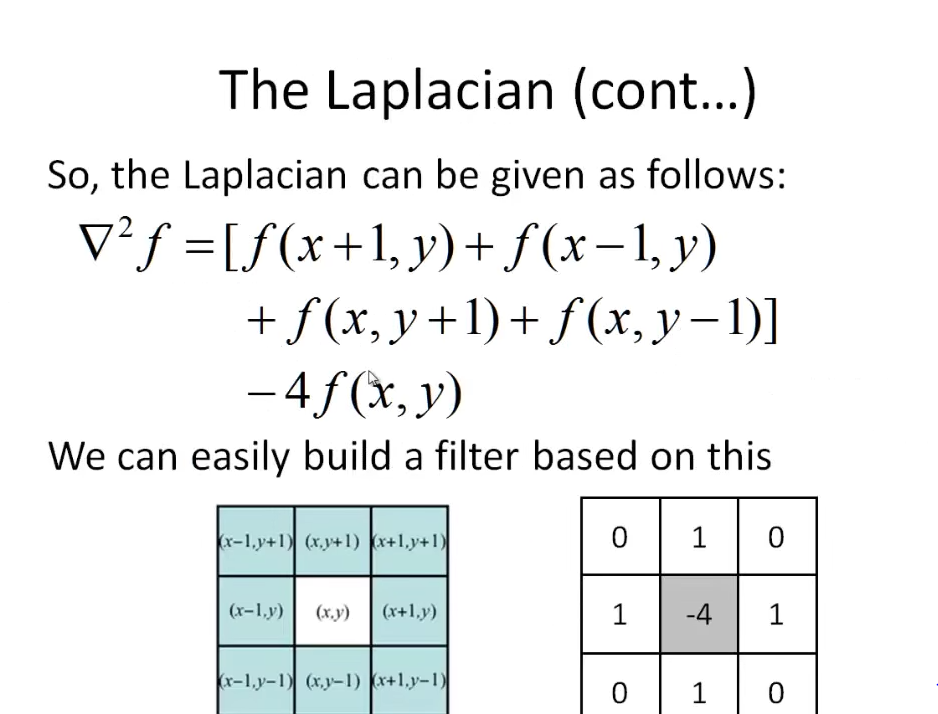 The Laplacian (cont…)
So, the Laplacian can be given as follows:
∇²f = [f(x+1, y) + f(x−1, y)
+ f(x, y+1) + f(x, y−1)]
−4f(x, y)
We can easily build a filter based on this
(x−1,y+1) (x,y+1) (x+1,y+1)
(x−1,y) (x,y) (x+1,y)
(x−1,y−1) (x,y−1) (x+1,y−1)
0 1 0
1 -4 1
0 1 0